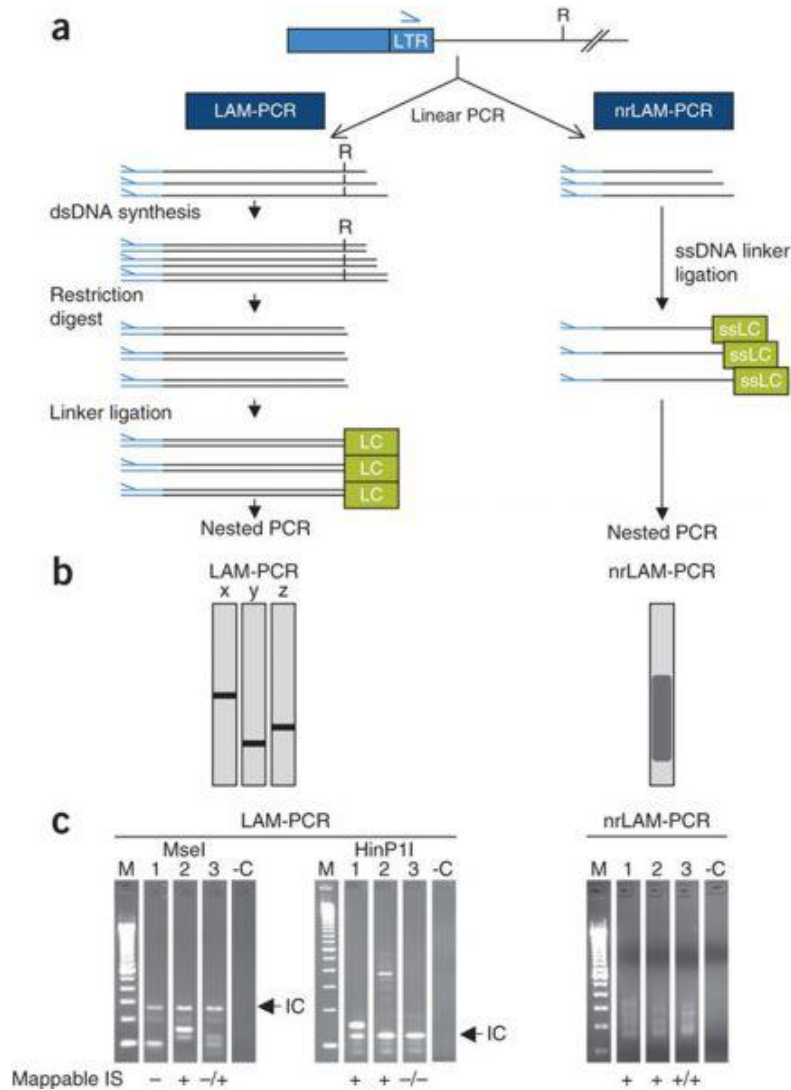 a
R
LTR
LAM-PCR
Linear PCR
nrLAM-PCR
R
dsDNA synthesis
R
ssDNA linker
ligation
Restriction
digest
ssLC
ssLC
ssLC
Linker ligation
LC
LC
LC
Nested PCR
Nested PCR
b
LAM-PCR
nrLAM-PCR
x y z
c
LAM-PCR
nrLAM-PCR
MseI
HinP1I
M 1 2 3 -C
M 1 2 3 -C
M 1 2 3 -C
IC
IC
Mappable IS – + –/+
+ + –/–
+ + +/+